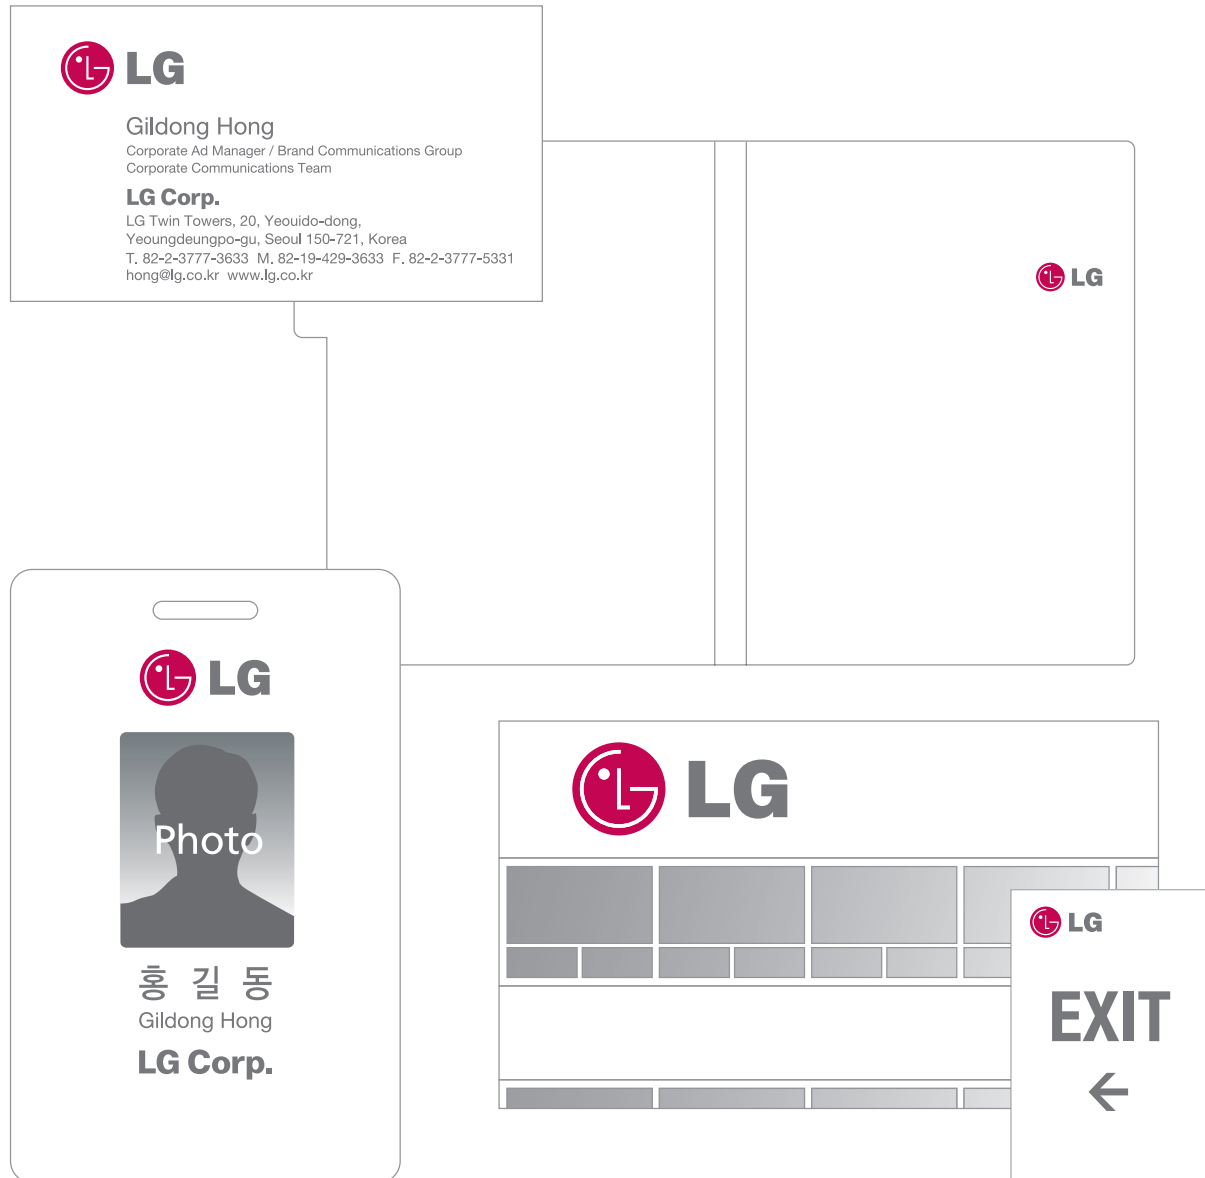 LG
Gildong Hong
Corporate Ad Manager / Brand Communications Group
Corporate Communications Team
LG Corp.
LG Twin Towers, 20, Yeouido-dong,
Yeoungdeungpo-gu, Seoul 150-721, Korea
T. 82-2-3777-3633 M. 82-19-429-3633 F. 82-2-3777-5331
hong@lg.co.kr www.lg.co.kr
LG
LG
Photo
홍 길 동
Gildong Hong
LG Corp.
LG
LG
EXIT